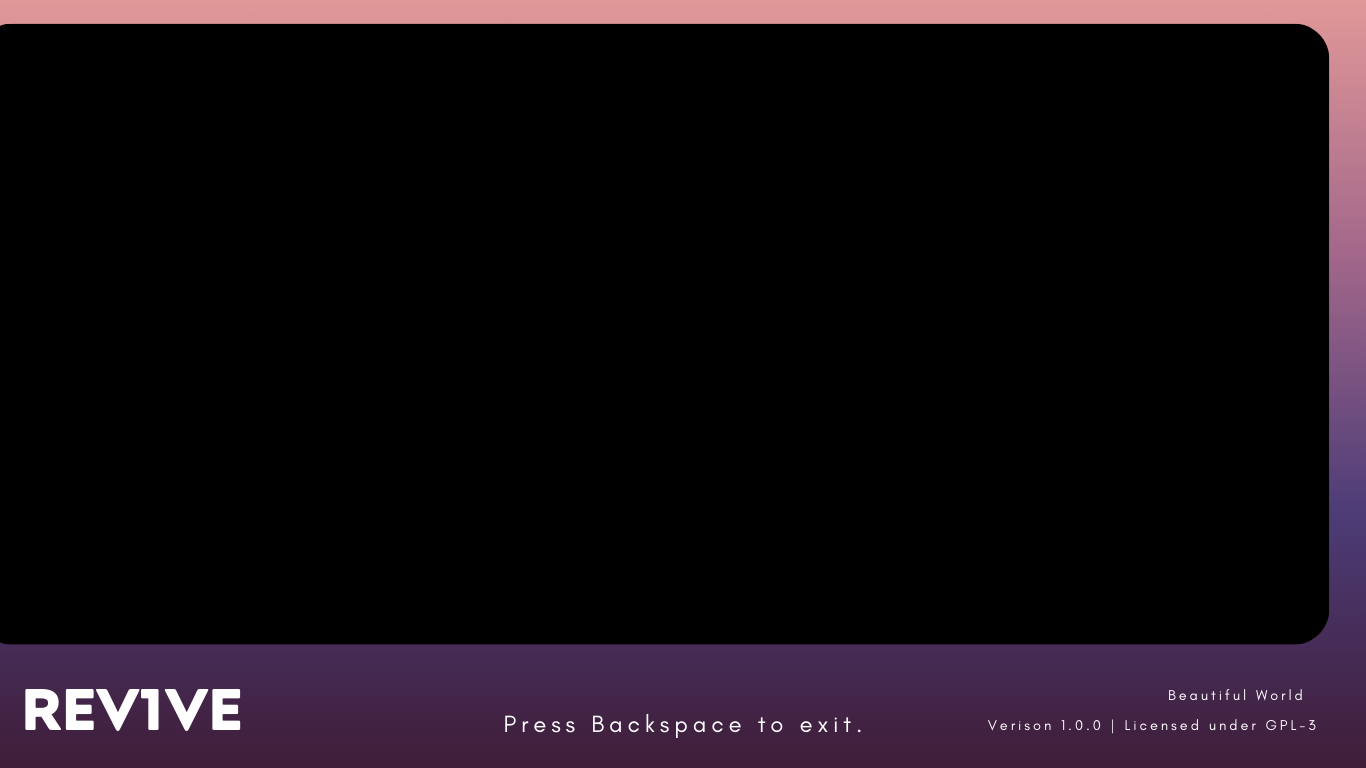 REV1VE
Press Backspace to exit.
Beautiful World
Verison 1.0.0 | Licensed under GPL-3